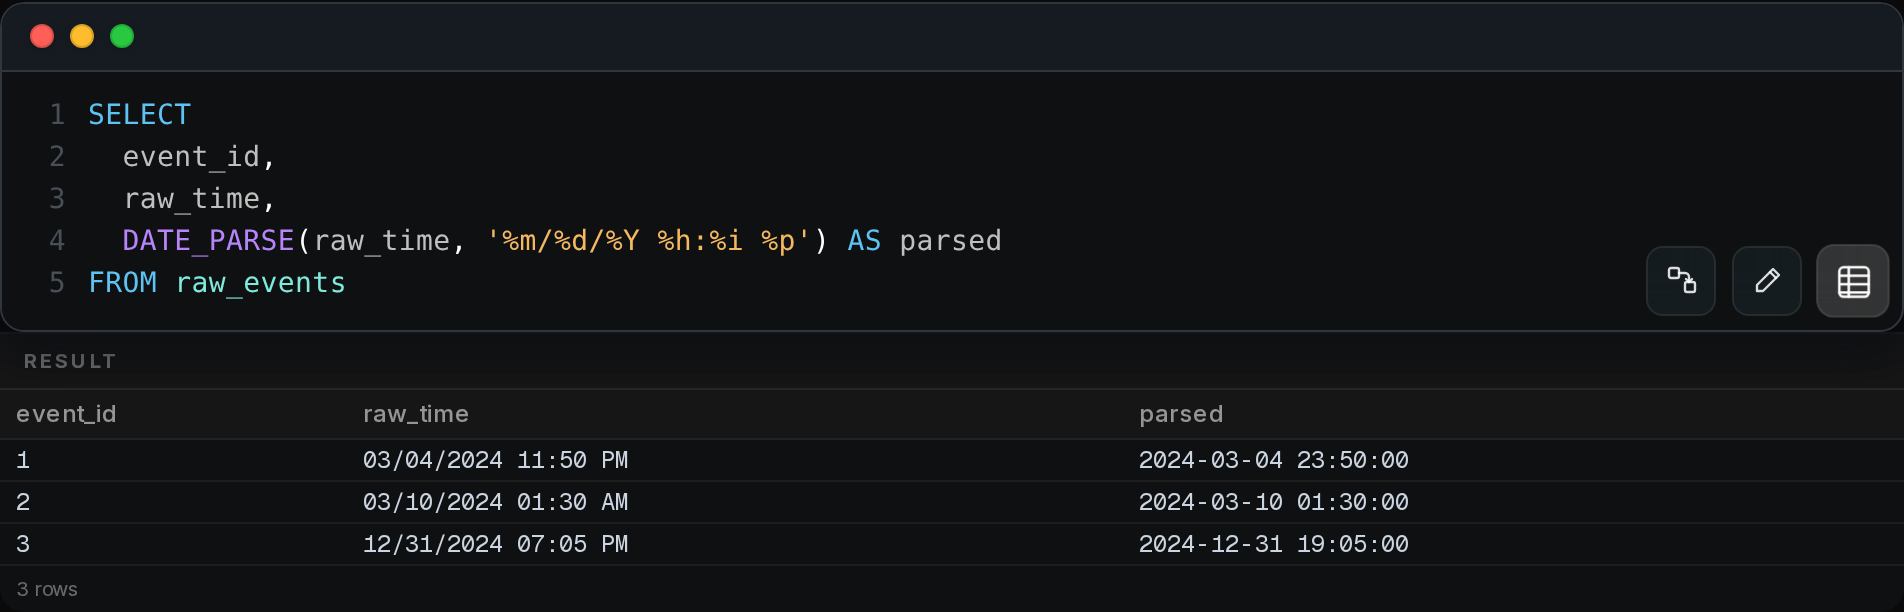 1 SELECT
2 event_id,
3 raw_time,
4 DATE_PARSE(raw_time, '%m/%d/%Y %h:%i %p') AS parsed
5 FROM raw_events
RESULT
event_id raw_time parsed
1 03/04/2024 11:50 PM 2024-03-04 23:50:00
2 03/10/2024 01:30 AM 2024-03-10 01:30:00
3 12/31/2024 07:05 PM 2024-12-31 19:05:00
3 rows